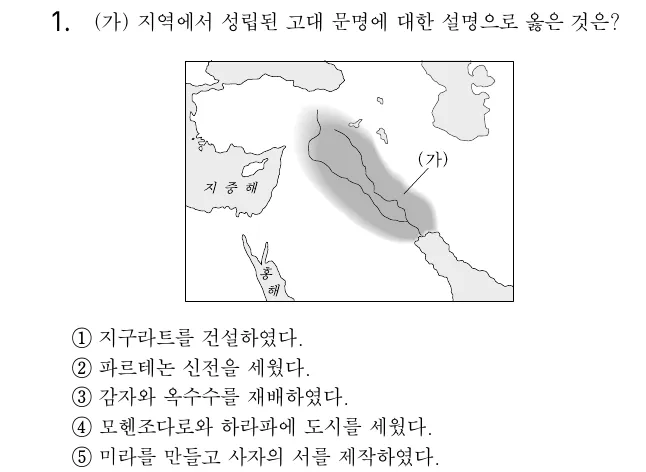 1. (가) 지역에서 성립된 고대 문명에 대한 설명으로 옳은 것은?
(가)
지중해
홍
해
① 지구라트를 건설하였다.
② 파르테논 신전을 세웠다.
③ 감자와 옥수수를 재배하였다.
④ 모헨조다로와 하라파에 도시를 세웠다.
⑤ 미라를 만들고 사자의 서를 제작하였다.